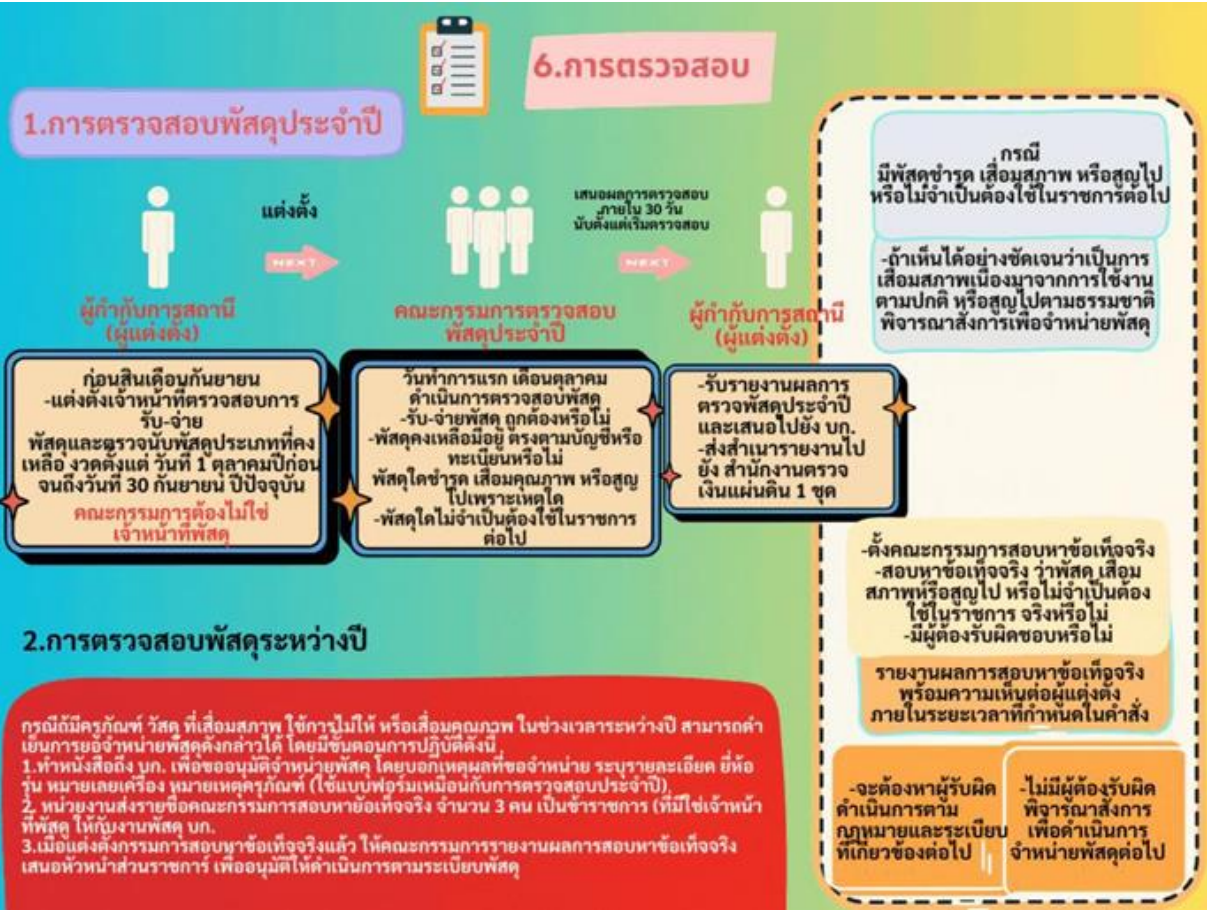 6.การตรวจสอบ
1.การตรวจสอบพัสดุประจำปี
แต่งตั้ง
NEXT
เสนอผลการตรวจสอบ
ภายใน 30 วัน
นับตั้งแต่เริ่มตรวจสอบ
NEXT
ผู้กำกับการสถานี
(ผู้แต่งตั้ง)
คณะกรรมการตรวจสอบ
พัสดุประจำปี
ผู้กำกับการสถานี
(ผู้แต่งตั้ง)
ก่อนสิ้นเดือนกันยายน
-แต่งตั้งเจ้าหน้าที่ตรวจสอบการ
รับ-จ่าย
พัสดุและตรวจนับพัสดุประเภทที่คง
เหลือ งวดตั้งแต่ วันที่ 1 ตุลาคมปีก่อน
จนถึงวันที่ 30 กันยายน ปีปัจจุบัน
คณะกรรมการต้องไม่ใช่
เจ้าหน้าที่พัสดุ
วันทำการแรก เดือนตุลาคม
ดำเนินการตรวจสอบพัสดุ
-รับ-จ่ายพัสดุ ถูกต้องหรือไม่
-พัสดุคงเหลือมีอยู่ ตรงตามบัญชีหรือ
ทะเบียนหรือไม่
พัสดุใดชำรุด เสื่อมคุณภาพ หรือสูญ
ไปเพราะเหตุใด
-พัสดุใดไม่จำเป็นต้องใช้ในราชการ
ต่อไป
-รับรายงานผลการ
ตรวจพัสดุประจำปี
และเสนอไปยัง บก.
-ส่งสำเนารายงานไป
ยัง สำนักงานตรวจ
เงินแผ่นดิน 1 ชุด
กรณี
มีพัสดุชำรุด เสื่อมสภาพ หรือสูญไป
หรือไม่จำเป็นต้องใช้ในราชการต่อไป
-ถ้าเห็นได้อย่างชัดเจนว่าเป็นการ
เสื่อมสภาพเนื่องมาจากการใช้งาน
ตามปกติ หรือสูญไปตามธรรมชาติ
พิจารณาสั่งการเพื่อจำหน่ายพัสดุ
-ตั้งคณะกรรมการสอบหาข้อเท็จจริง
-สอบหาข้อเท็จจริง ว่าพัสดุ เสื่อม
สภาพหรือสูญไป หรือไม่จำเป็นต้อง
ใช้ในราชการ จริงหรือไม่
-มีผู้ต้องรับผิดชอบหรือไม่
รายงานผลการสอบหาข้อเท็จจริง
พร้อมความเห็นต่อผู้แต่งตั้ง
ภายในระยะเวลาที่กำหนดในคำสั่ง
-จะต้องหาผู้รับผิด
ดำเนินการตาม
กฎหมายและระเบียบ
ที่เกี่ยวข้องต่อไป
-ไม่มีผู้ต้องรับผิด
พิจารณาสั่งการ
เพื่อดำเนินการ
จำหน่ายพัสดุต่อไป
2.การตรวจสอบพัสดุระหว่างปี
กรณีถ้มีครุภัณฑ์ วัสดุ ที่เสื่อมสภาพ ใช้การไม่ให้ หรือเสื่อมคุณภาพ ในช่วงเวลาระหว่างปี สามารถดำ
เย็นการยอจำหน่ายพัสดุดังกล่าวได้ โดยมีขั้นตอนการปฏิบัติดังนี้
1.ทำหนังสือถึง บก. เพื่อขออนุมัติจำหน่ายพัสดุ โดยบอกเหตุผลที่ขอจำหน่าย ระบุรายละเอียด ยี่ห้อ
รุ่น หมายเลยเครื่อง หมายเหตุครุภัณฑ์ (ใช้แบบฟอร์มเหมือนกับการตรวจสอบประจำปี)
2. หน่วยงานส่งรายชื่อคณะกรรมการสอบหาข้อเท็จจริง จำนวน 3 คน เป็นข้าราชการ (ที่มิใช่เจ้าหน้า
ที่พัสดุ ให้กับงานพัสดุ บก.
3.เมื่อแต่งตั้งกรรมการสอบหาข้อเท็จจริงแล้ว ให้คณะกรรมการรายงานผลการสอบหาข้อเท็จจริง
เสนอหัวหน้าส่วนราชการ เพื่ออนุมัติให้ดำเนินการตามระเบียบพัสดุ